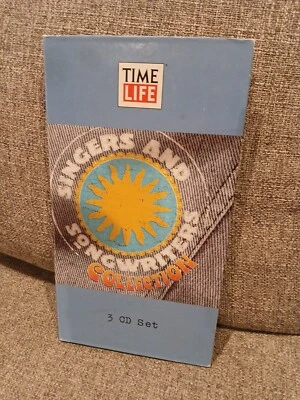 TIME
LIFE
SINGERS AND
SONGWRITERS
COLLECTION
3 CD Set